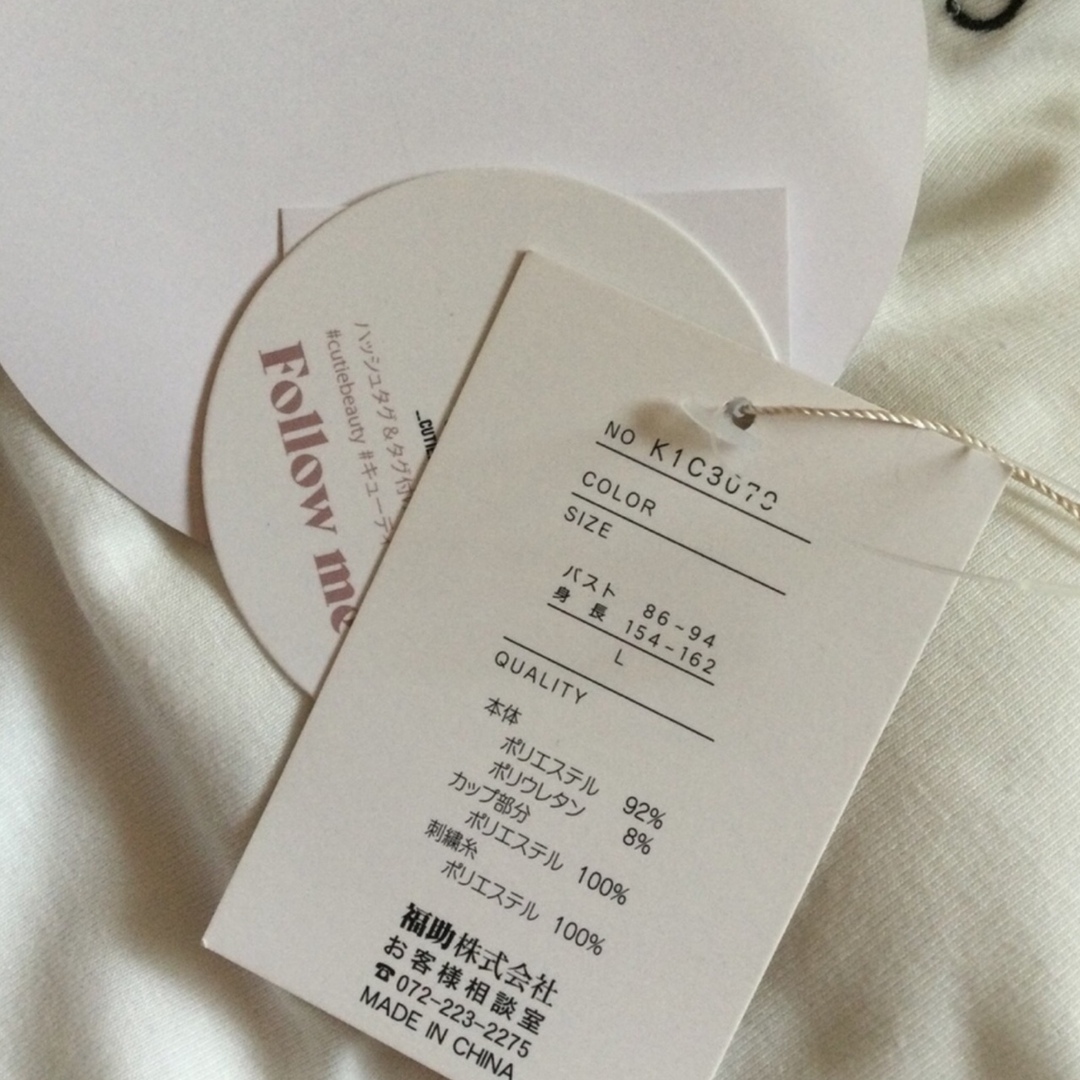 ハッシュタグ&タグ付
#cutiebeauty #キューティ
Follow me
_CUTIE
NO K1C3070
COLOR
SIZE
バスト 86-94
身長 154-162
L
QUALITY
本体
ポリエステル 92%
ポリウレタン 8%
カップ部分
ポリエステル 100%
刺繍糸
ポリエステル 100%
福助株式会社
お客様相談室
☎072-223-2275
MADE IN CHINA